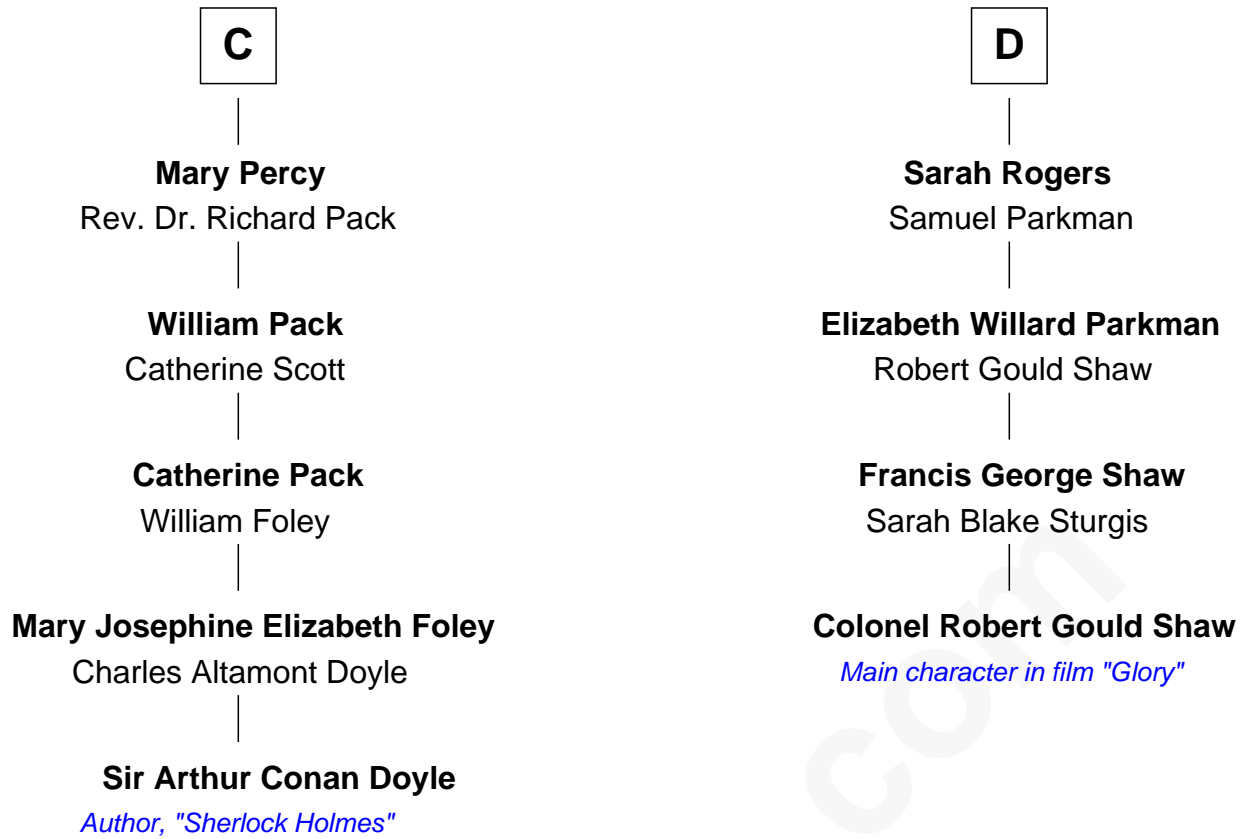 C
Mary Percy
Rev. Dr. Richard Pack
William Pack
Catherine Scott
Catherine Pack
William Foley
Mary Josephine Elizabeth Foley
Charles Altamont Doyle
Sir Arthur Conan Doyle
Author, "Sherlock Holmes"
D
Sarah Rogers
Samuel Parkman
Elizabeth Willard Parkman
Robert Gould Shaw
Francis George Shaw
Sarah Blake Sturgis
Colonel Robert Gould Shaw
Main character in film "Glory"
com